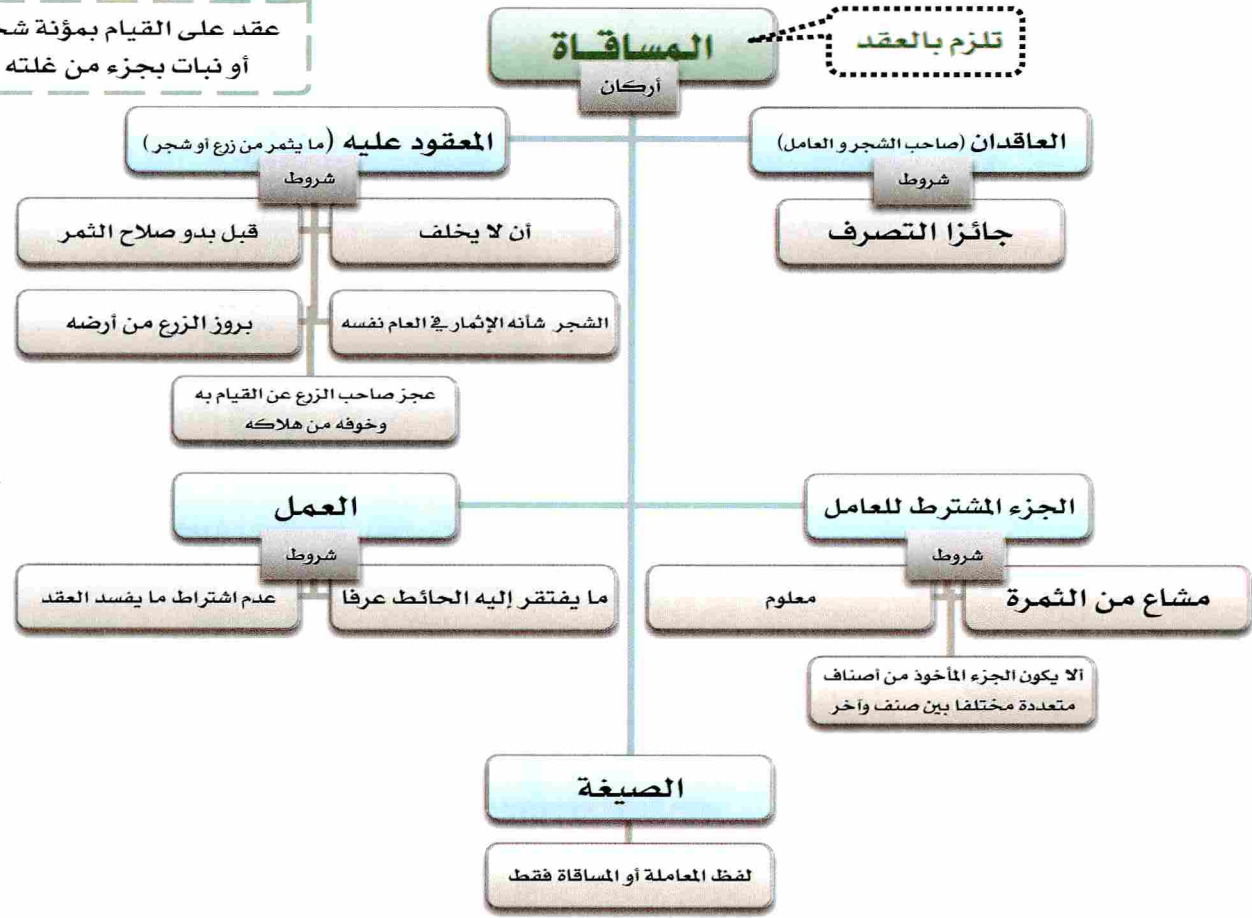 المساقاة
تلزم بالعقد
عقد على القيام بمؤنة
أو نبات بجزء من غلته
أركان
العاقدان (صاحب الشجر و العامل)
شروط
جائزا التصرف
المعقود عليه (ما يثمر من زرع أو شجر)
شروط
أن لا يخلف
قبل بدو صلاح الثمر
الشجر شأنه الإثمار في العام نفسه
بروز الزرع من أرضه
عجز صاحب الزرع عن القيام به
وخوفه من هلاكه
الجزء المشترط للعامل
شروط
مشاع من الثمرة
معلوم
ألا يكون الجزء المأخوذ من أصناف
متعددة مختلفا بين صنف وآخر
العمل
شروط
ما يفتقر إليه الحائط عرفا
عدم اشتراط ما يفسد العقد
الصيغة
لفظ المعاملة أو المساقاة فقط